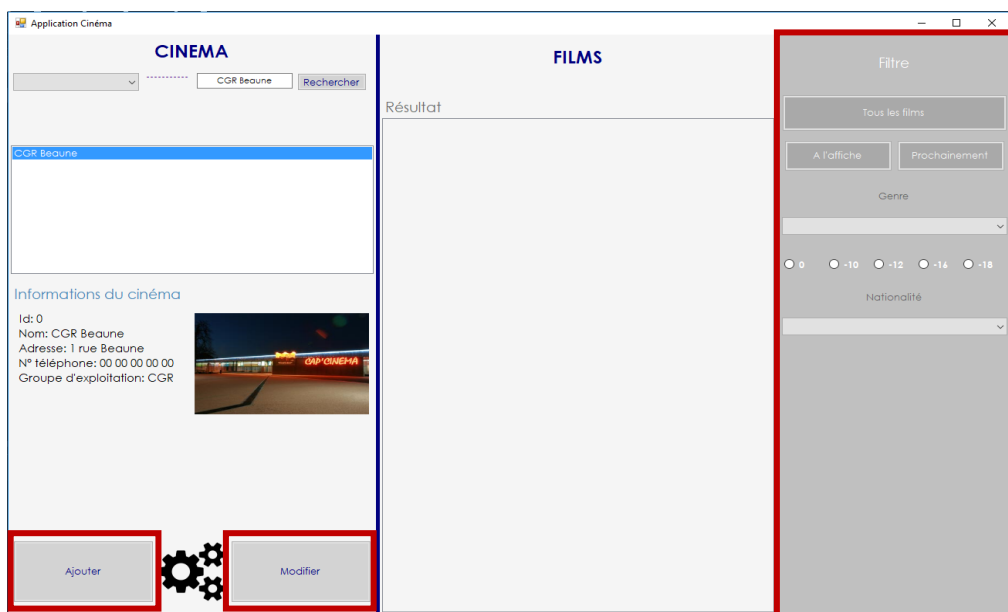 Application Cinéma
CINEMA
CGR Beaune
Rechercher
CGR Beaune
Informations du cinéma
Id: 0
Nom: CGR Beaune
Adresse: 1 rue Beaune
N° téléphone: 00 00 00 00 00
Groupe d'exploitation: CGR
CAP'CINEMA
Ajouter
Modifier
FILMS
Résultat
Filtre
Tous les films
A l'affiche
Prochainement
Genre
0 -10 -12 -16 -18
Nationalité